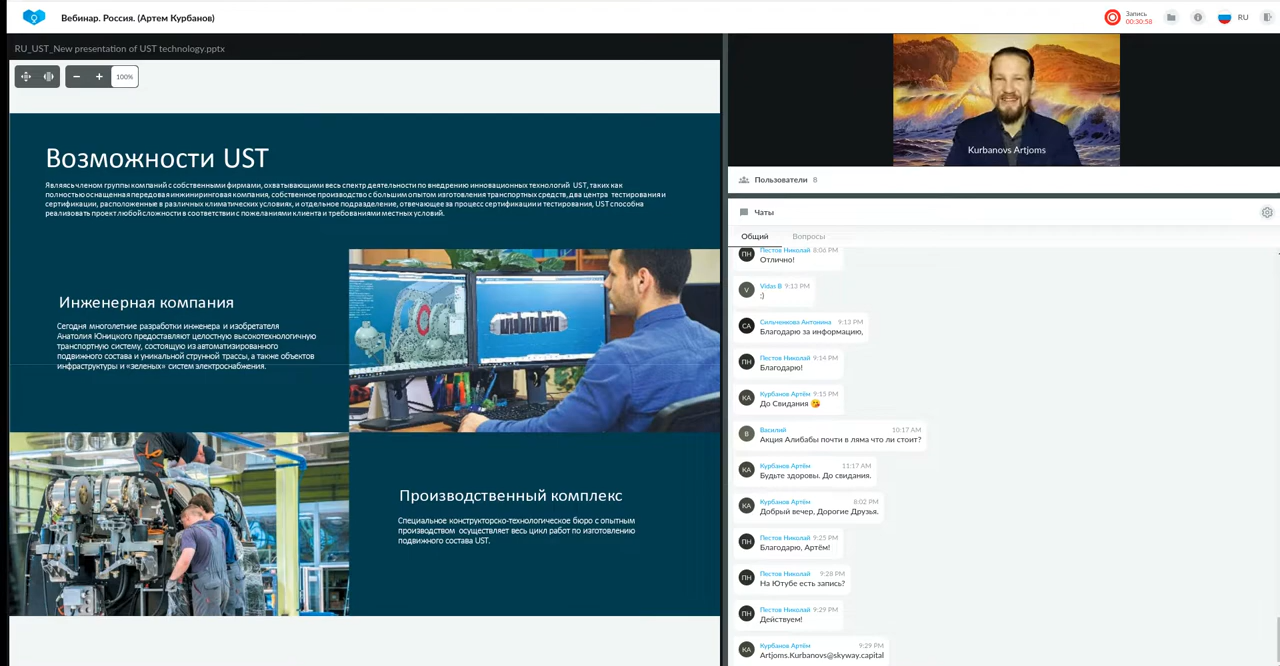 Вебинар. Россия. (Артем Курбанов)
Запись
00:30:58
RU
RU_UST_New presentation of UST technology.pptx
100%
Возможности UST
Являясь членом группы компаний с собственными фирмами, охватывающими весь спектр деятельности по внедрению инновационных технологий UST, таких как
полностью оснащенная передовая инжиниринговая компания, собственное производство с большим опытом изготовления транспортных средств, два центра тестирования и
сертификации, расположенные в различных климатических условиях, и отдельное подразделение, отвечающее за процесс сертификации и тестирования, UST способна
реализовать проект любой сложности в соответствии с пожеланиями клиента и требованиями местных условий.
Инженерная компания
Сегодня многолетние разработки инженера и изобретателя
Анатолия Юницкого предоставляют целостную высокотехнологичную
транспортную систему, состоящую из автоматизированного
подвижного состава и уникальной струнной трассы, а также объектов
инфраструктуры и «зеленых» систем электроснабжения.
Производственный комплекс
Специальное конструкторско-технологическое бюро с опытным
производством осуществляет весь цикл работ по изготовлению
подвижного состава UST.
Kurbanovs Artjoms
Пользователи 8
Чаты
Общий Вопросы
ПН Пестов Николай 8:06 PM
Отлично!
V Vidas B 9:13 PM
:)
СА Сильченкова Антонина 9:13 PM
Благодарю за информацию,
ПН Пестов Николай 9:14 PM
Благодарю!
КА Курбанов Артём 9:15 PM
До Свидания 😘
В Василий 10:17 AM
Акция Алибабы почти в ляма что ли стоит?
КА Курбанов Артём 11:17 AM
Будьте здоровы. До свидания.
КА Курбанов Артём 8:02 PM
Добрый вечер, Дорогие Друзья.
ПН Пестов Николай 9:25 PM
Благодарю, Артём!
ПН Пестов Николай 9:28 PM
На Ютубе есть запись?
ПН Пестов Николай 9:29 PM
Действуем!
КА Курбанов Артём 9:29 PM
Artjoms.Kurbanovs@skyway.capital